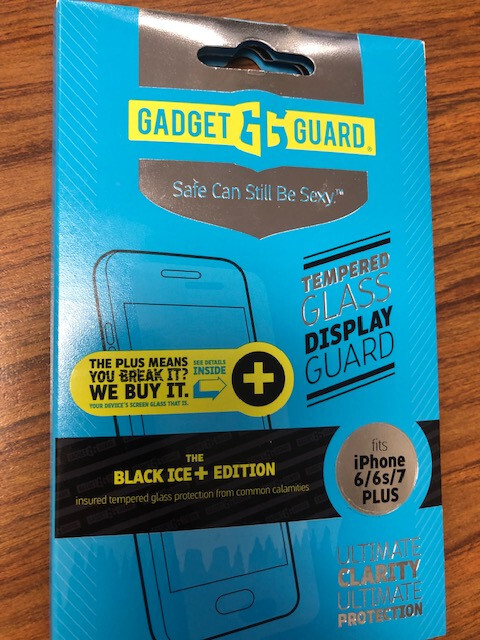 GADGET GG GUARD®
Safe Can Still Be Sexy.™
TEMPERED
GLASS
DISPLAY
GUARD
THE PLUS MEANS
YOU BREAK IT?
WE BUY IT.
YOUR DEVICE'S SCREEN GLASS THAT IS.
SEE DETAILS
INSIDE
+
THE
BLACK ICE+ EDITION
insured tempered glass protection from common calamities
fits
iPhone
6/6s/7
PLUS
ULTIMATE
CLARITY
ULTIMATE
PROTECTION